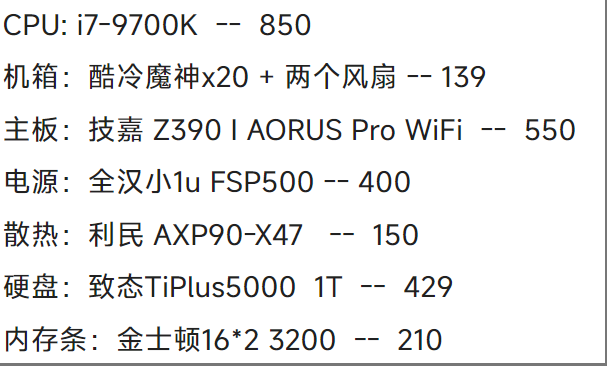 CPU: i7-9700K -- 850
机箱：酷冷魔神x20 + 两个风扇 -- 139
主板：技嘉 Z390 I AORUS Pro WiFi -- 550
电源：全汉小1u FSP500 -- 400
散热：利民 AXP90-X47 -- 150
硬盘：致态TiPlus5000 1T -- 429
内存条：金士顿16*2 3200 -- 210